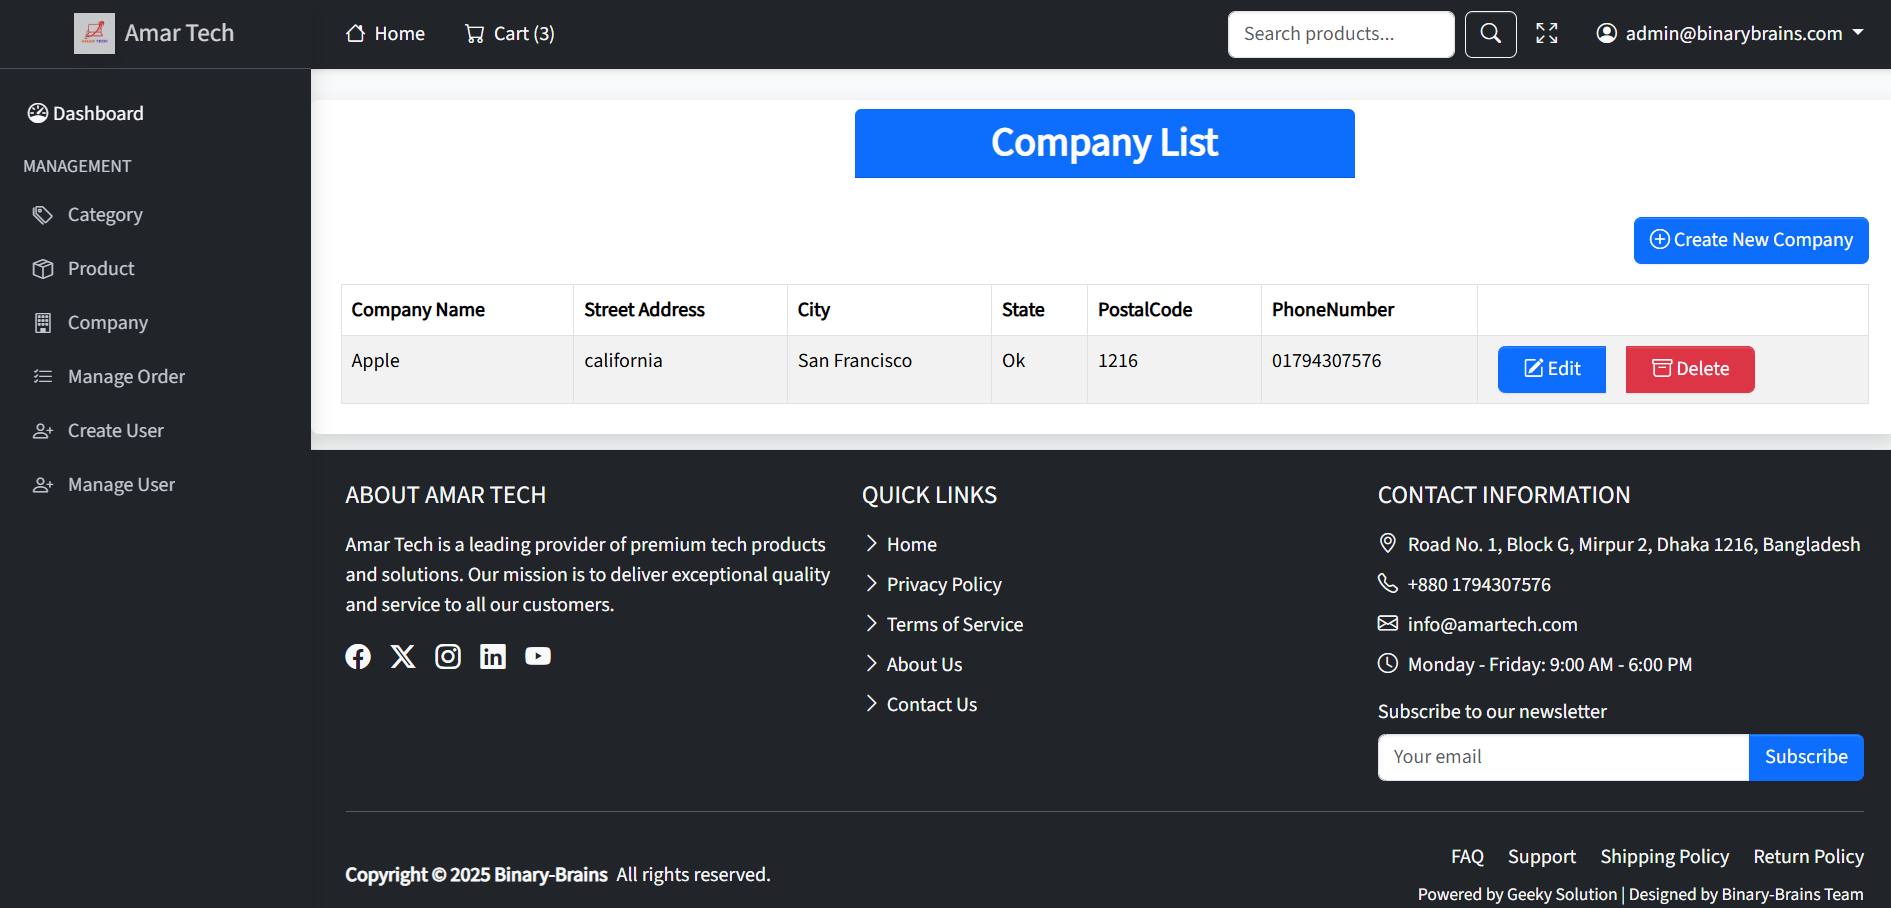 Amar Tech
Home
Cart (3)
Search products...
admin@binarybrains.com
Dashboard
MANAGEMENT
Category
Product
Company
Manage Order
Create User
Manage User
Company List
Create New Company
Company Name Street Address City State PostalCode PhoneNumber
Apple california San Francisco Ok 1216 01794307576 Edit Delete
ABOUT AMAR TECH
Amar Tech is a leading provider of premium tech products
and solutions. Our mission is to deliver exceptional quality
and service to all our customers.
QUICK LINKS
Home
Privacy Policy
Terms of Service
About Us
Contact Us
CONTACT INFORMATION
Road No. 1, Block G, Mirpur 2, Dhaka 1216, Bangladesh
+880 1794307576
info@amartech.com
Monday - Friday: 9:00 AM - 6:00 PM
Subscribe to our newsletter
Your email
Subscribe
Copyright © 2025 Binary-Brains All rights reserved.
FAQ Support Shipping Policy Return Policy
Powered by Geeky Solution | Designed by Binary-Brains Team